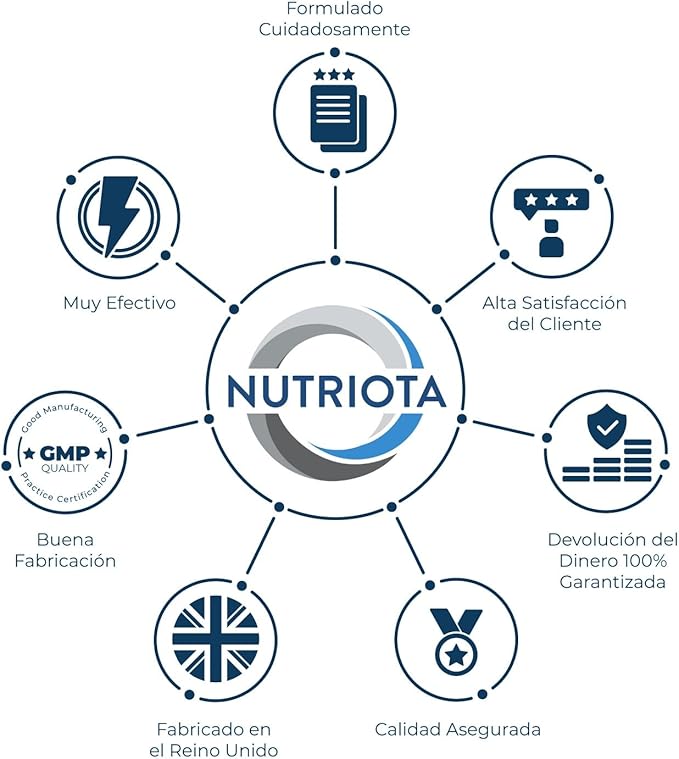 Formulado
Cuidadosamente
Muy Efectivo
Alta Satisfacción
del Cliente
NUTRIOTA
Good Manufacturing
GMP
QUALITY
Practice Certification
Buena
Fabricación
Devolución del
Dinero 100%
Garantizada
Fabricado en
el Reino Unido
Calidad Asegurada